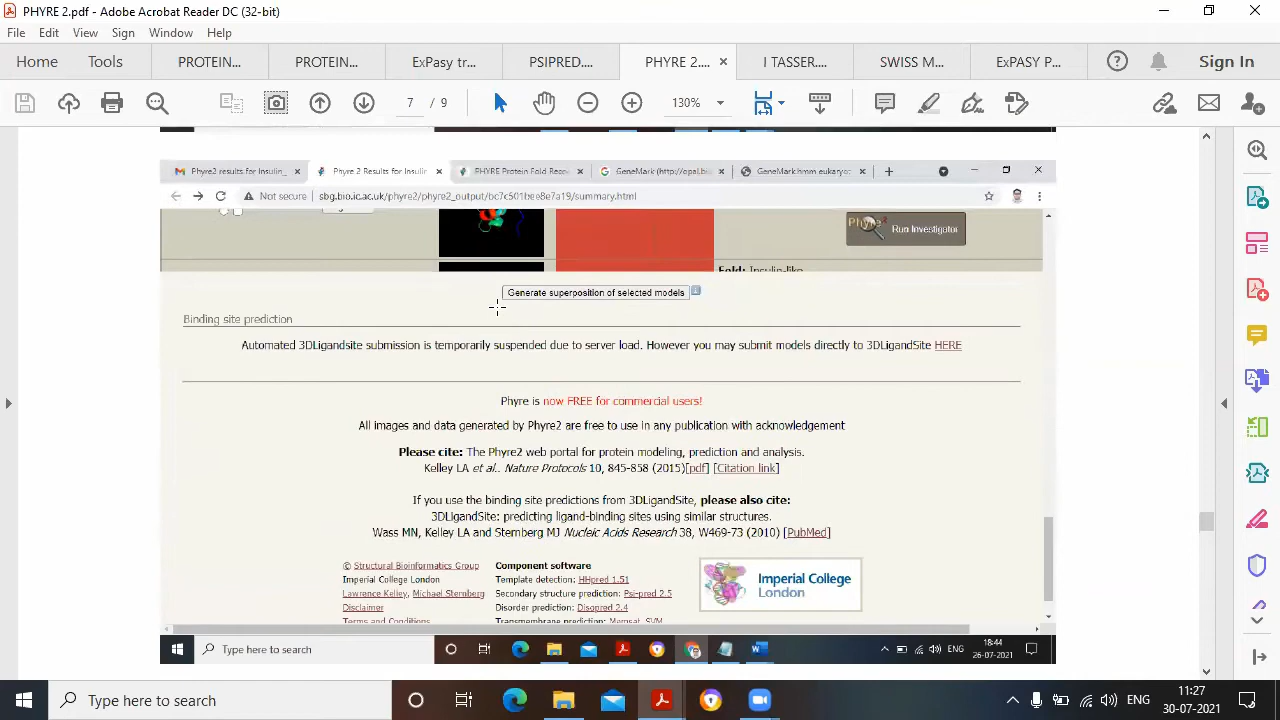 PHYRE 2.pdf - Adobe Acrobat Reader DC (32-bit)
File Edit View Sign Window Help
Home Tools PROTEIN... PROTEIN... ExPasy tr... PSIPRED.... PHYRE 2.... I TASSER.... SWISS M... ExPASY P... Sign In
7 / 9 130%
Phyre2 results for Insulin_ Phyre 2 Results for Insulin PHYRE Protein Fold Reco GeneMark (http://opal.bi GeneMark.hmm eukaryo
Not secure sbg.bio.ic.ac.uk/phyre2/phyre2_output/bc7c501bee8e7a19/summary.html
Phyre2 Run Investigator
Fold: Insulin-like
Generate superposition of selected models
Binding site prediction
Automated 3DLigandsite submission is temporarily suspended due to server load. However you may submit models directly to 3DLigandSite HERE
Phyre is now FREE for commercial users!
All images and data generated by Phyre2 are free to use in any publication with acknowledgement
Please cite: The Phyre2 web portal for protein modeling, prediction and analysis.
Kelley LA et al.. Nature Protocols 10, 845-858 (2015)[pdf] [Citation link]
If you use the binding site predictions from 3DLigandSite, please also cite:
3DLigandSite: predicting ligand-binding sites using similar structures.
Wass MN, Kelley LA and Sternberg MJ Nucleic Acids Research 38, W469-73 (2010) [PubMed]
© Structural Bioinformatics Group
Imperial College London
Lawrence Kelley, Michael Sternberg
Disclaimer
Terms and Conditions
Component software
Template detection: HHpred 1.51
Secondary structure prediction: Psi-pred 2.5
Disorder prediction: Disopred 2.4
Transmembrane prediction: Memsat_SVM
Imperial College
London
Type here to search
ENG
18:44
26-07-2021
Type here to search
ENG
11:27
30-07-2021